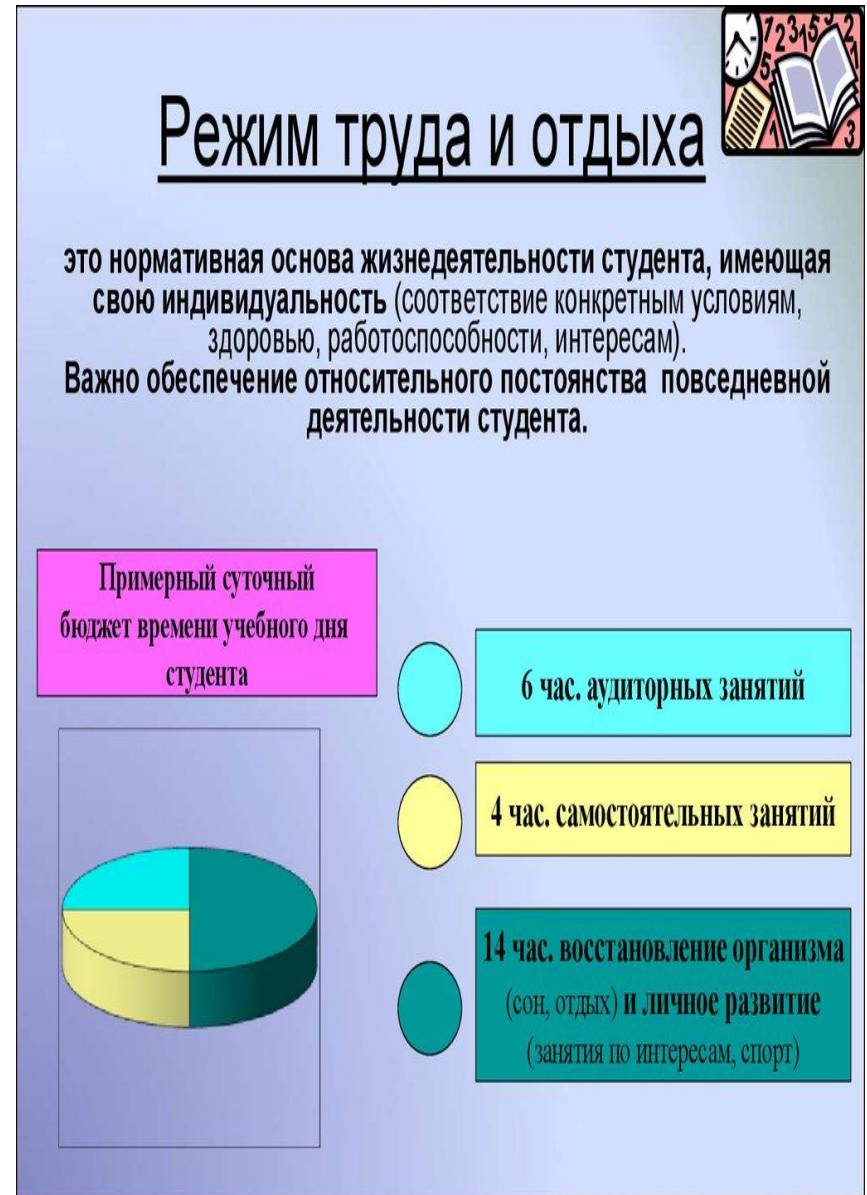 Режим труда и отдыха
это нормативная основа жизнедеятельности студента, имеющая
свою индивидуальность (соответствие конкретным условиям,
здоровью, работоспособности, интересам).
Важно обеспечение относительного постоянства повседневной
деятельности студента.
Примерный суточный
бюджет времени учебного дня
студента
6 час. аудиторных занятий
4 час. самостоятельных занятий
14 час. восстановление организма
(сон, отдых) и личное развитие
(занятия по интересам, спорт)